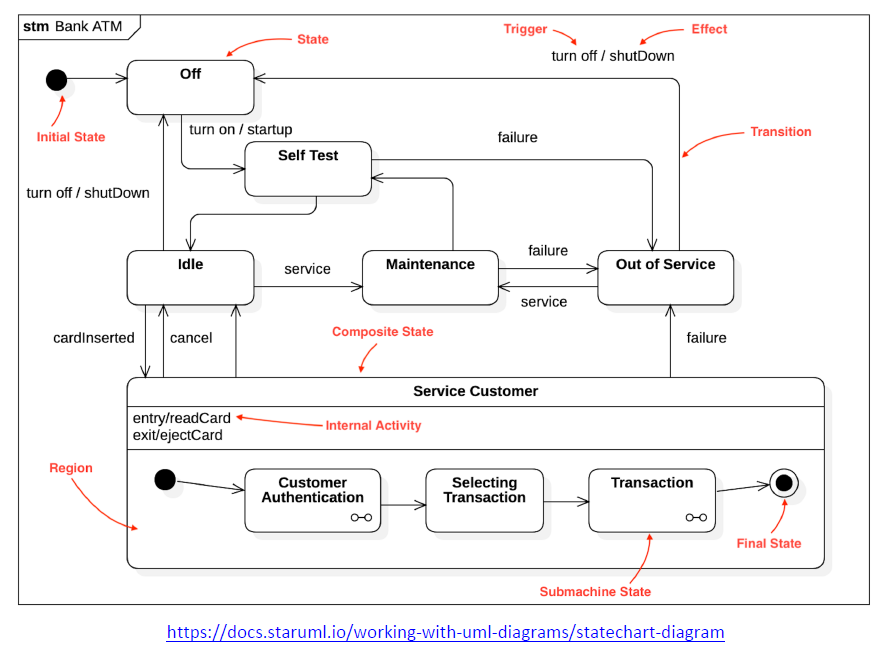 stm Bank ATM
State
Trigger
Effect
turn off / shutDown
Off
Initial State
turn on / startup
Transition
failure
Self Test
turn off / shutDown
Idle
service
Maintenance
failure
service
Out of Service
cardInserted
cancel
Composite State
failure
Service Customer
entry/readCard
exit/ejectCard
Internal Activity
Region
Customer
Authentication
Selecting
Transaction
Transaction
Final State
Submachine State
https://docs.staruml.io/working-with-uml-diagrams/statechart-diagram